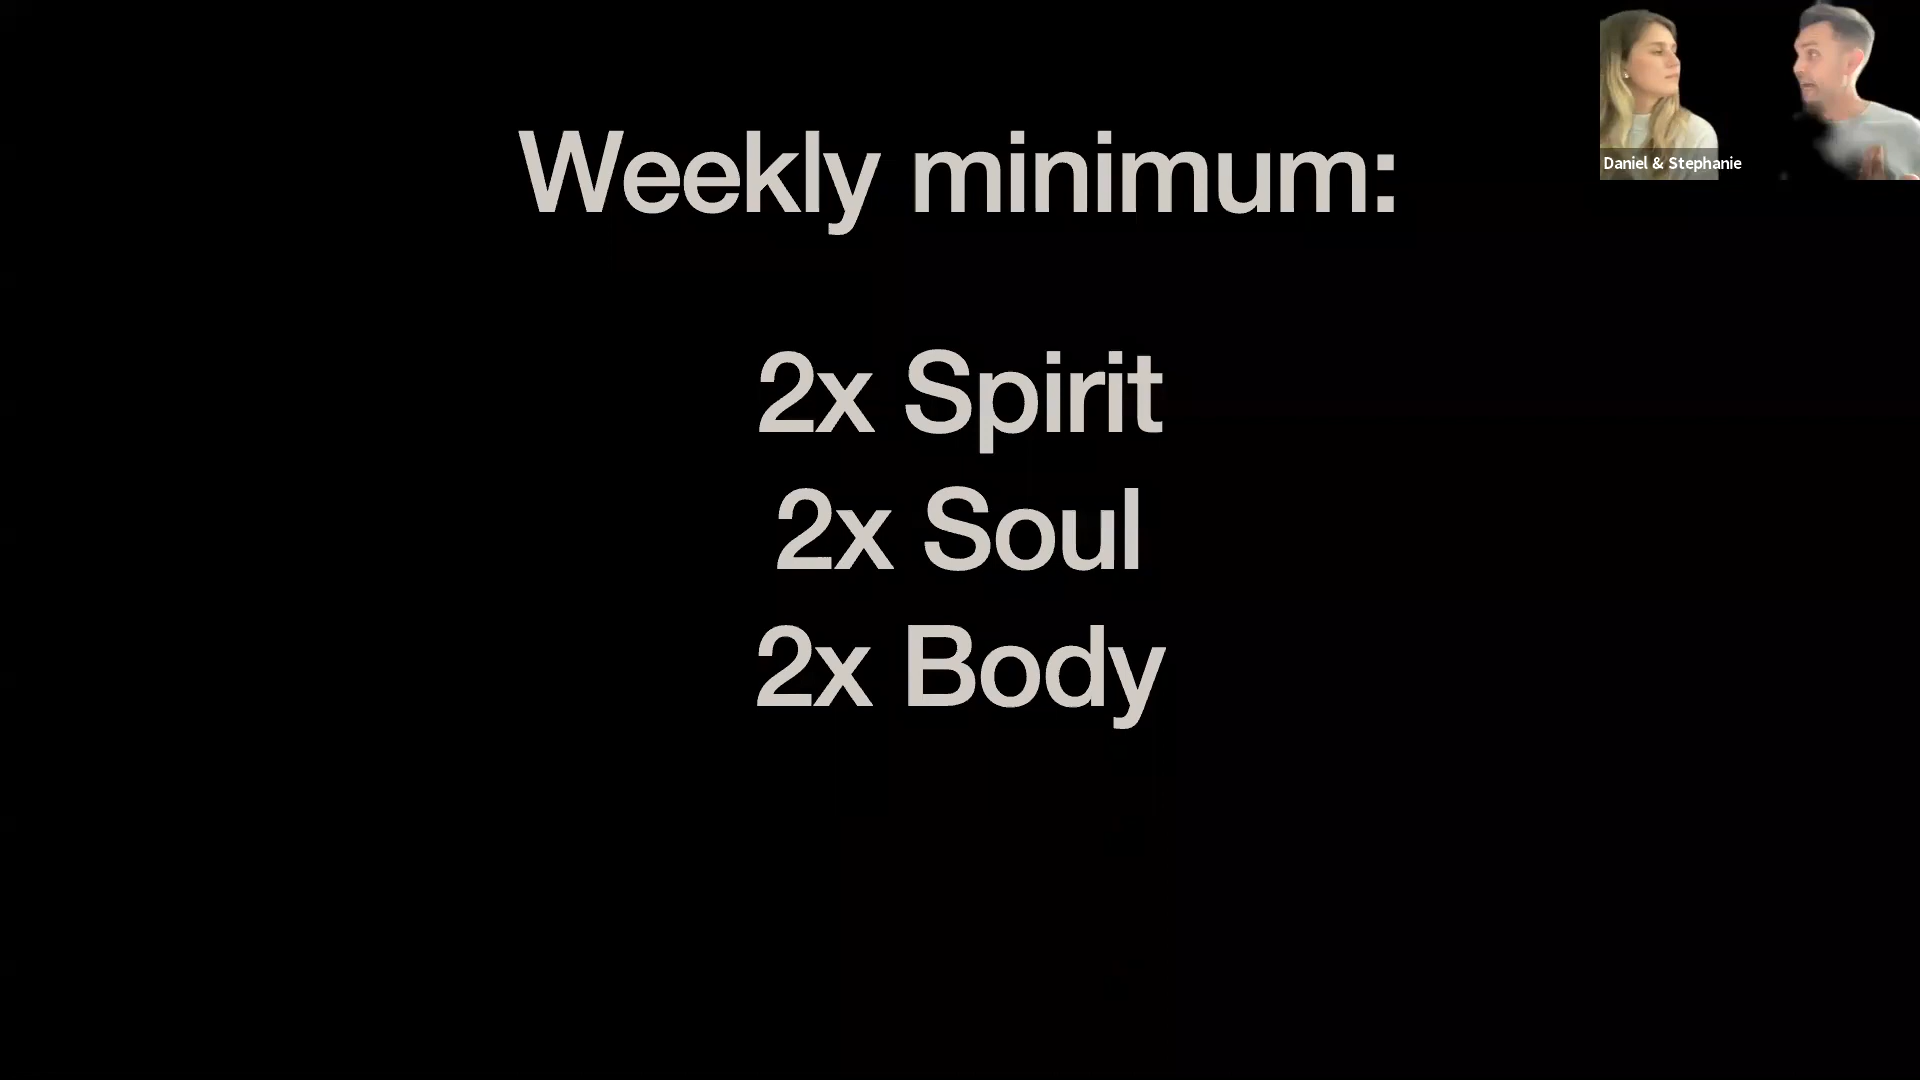 Weekly minimum:
2x Spirit
2x Soul
2x Body
Daniel & Stephanie